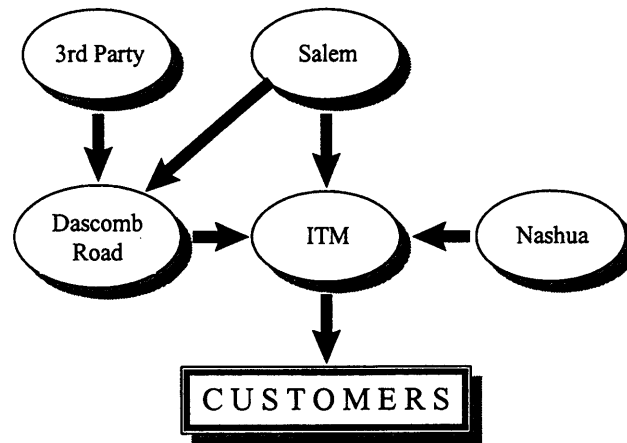 3rd Party
Salem
Dascomb
Road
ITM
Nashua
CUSTOMERS